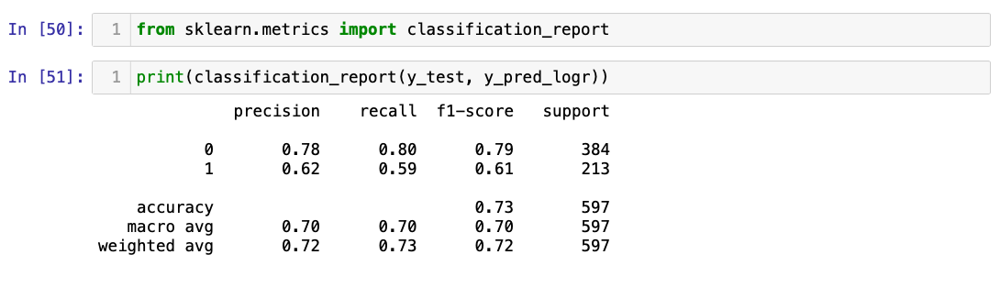 In [50]: 1 from sklearn.metrics import classification_report
In [51]: 1 print(classification_report(y_test, y_pred_logr))
precision recall f1-score support
0 0.78 0.80 0.79 384
1 0.62 0.59 0.61 213
accuracy 0.73 597
macro avg 0.70 0.70 0.70 597
weighted avg 0.72 0.73 0.72 597